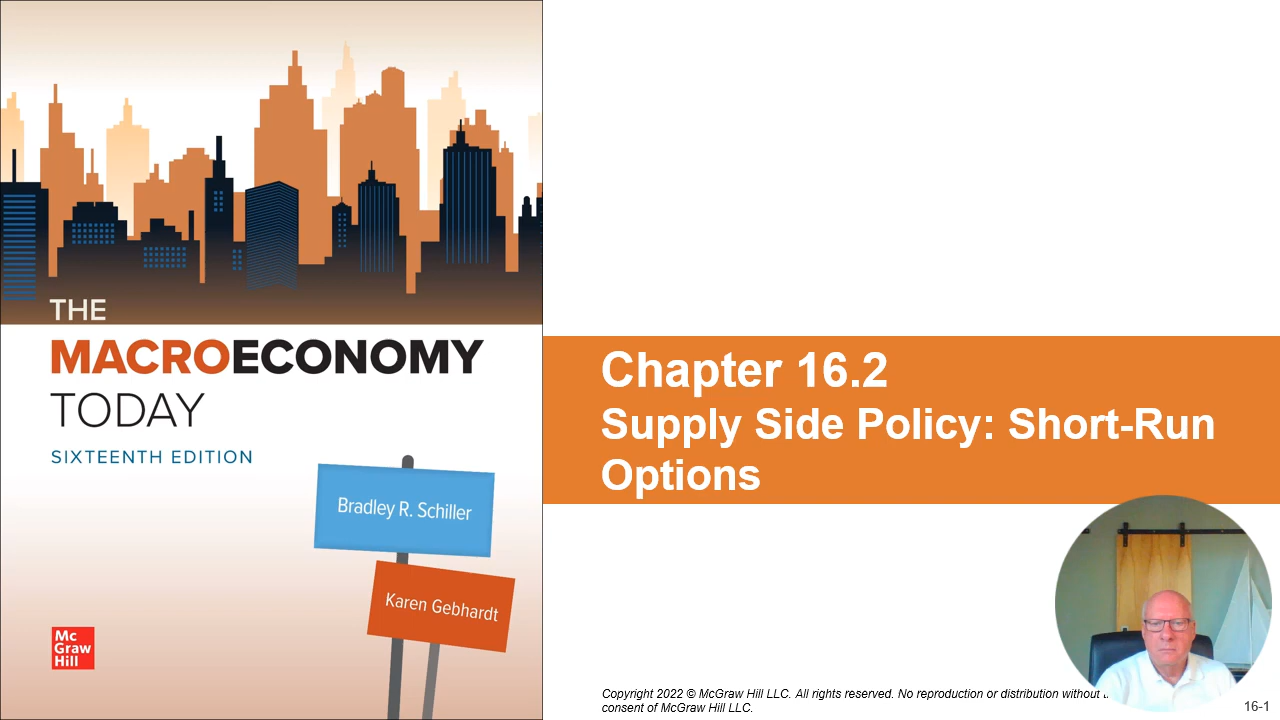 THE
MACROECONOMY
TODAY
SIXTEENTH EDITION
Bradley R. Schiller
Karen Gebhardt
Mc
Graw
Hill
Chapter 16.2
Supply Side Policy: Short-Run
Options
Copyright 2022 © McGraw Hill LLC. All rights reserved. No reproduction or distribution without
consent of McGraw Hill LLC.
16-1